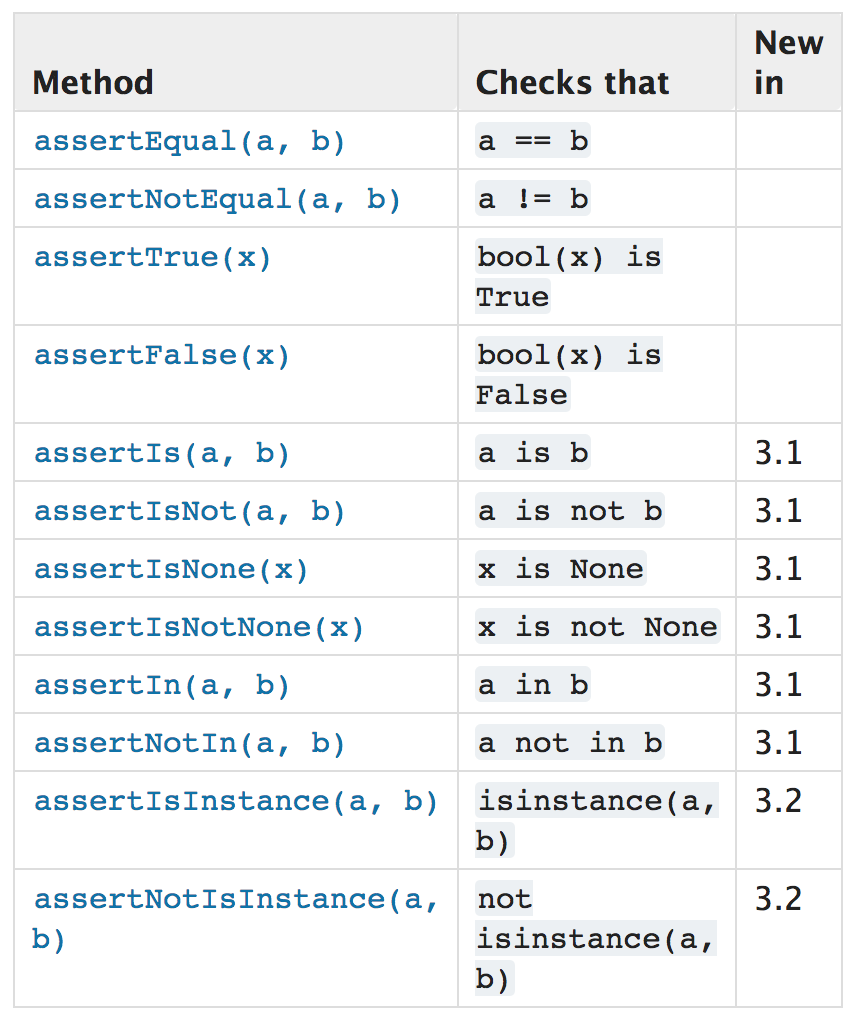 Method Checks that New in
assertEqual(a, b) a == b
assertNotEqual(a, b) a != b
assertTrue(x) bool(x) is
True
assertFalse(x) bool(x) is
False
assertIs(a, b) a is b 3.1
assertIsNot(a, b) a is not b 3.1
assertIsNone(x) x is None 3.1
assertIsNotNone(x) x is not None 3.1
assertIn(a, b) a in b 3.1
assertNotIn(a, b) a not in b 3.1
assertIsInstance(a, b) isinstance(a, 3.2
b)
assertNotIsInstance(a, not 3.2
b) isinstance(a,
b)